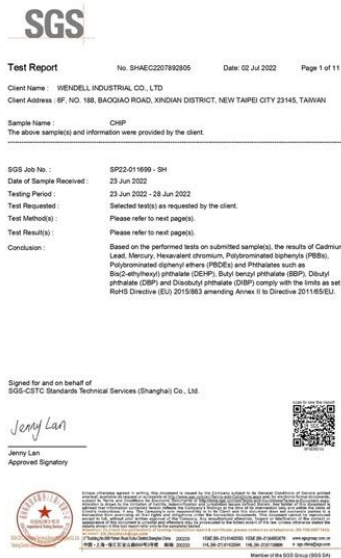 SGS
Test Report No. SHAEC2207892805 Date: 02 Jul 2022 Page 1 of 11
Client Name : WENDELL INDUSTRIAL CO., LTD
Client Address : 6F, NO. 188, BAOQIAO ROAD, XINDIAN DISTRICT, NEW TAIPEI CITY 23145, TAIWAN
Sample Name : CHIP
The above sample(s) and information were provided by the client.
SGS Job No. : SP22-011699 - SH
Date of Sample Received : 23 Jun 2022
Testing Period : 23 Jun 2022 - 28 Jun 2022
Test Requested : Selected test(s) as requested by the client.
Test Method(s) : Please refer to next page(s).
Test Result(s) : Please refer to next page(s).
Conclusion : Based on the performed tests on submitted sample(s), the results of Cadmium
Lead, Mercury, Hexavalent chromium, Polybrominated biphenyls (PBBs),
Polybrominated diphenyl ethers (PBDEs) and Phthalates such as
Bis(2-ethylhexyl) phthalate (DEHP), Butyl benzyl phthalate (BBP), Dibutyl
phthalate (DBP) and Diisobutyl phthalate (DIBP) comply with the limits as set
RoHS Directive (EU) 2015/863 amending Annex II to Directive 2011/65/EU.
Signed for and on behalf of
SGS-CSTC Standards Technical Services (Shanghai) Co., Ltd.
Jenny Lan
Jenny Lan
Approved Signatory
scan to see the report
Member of the SGS Group (SGS SA)